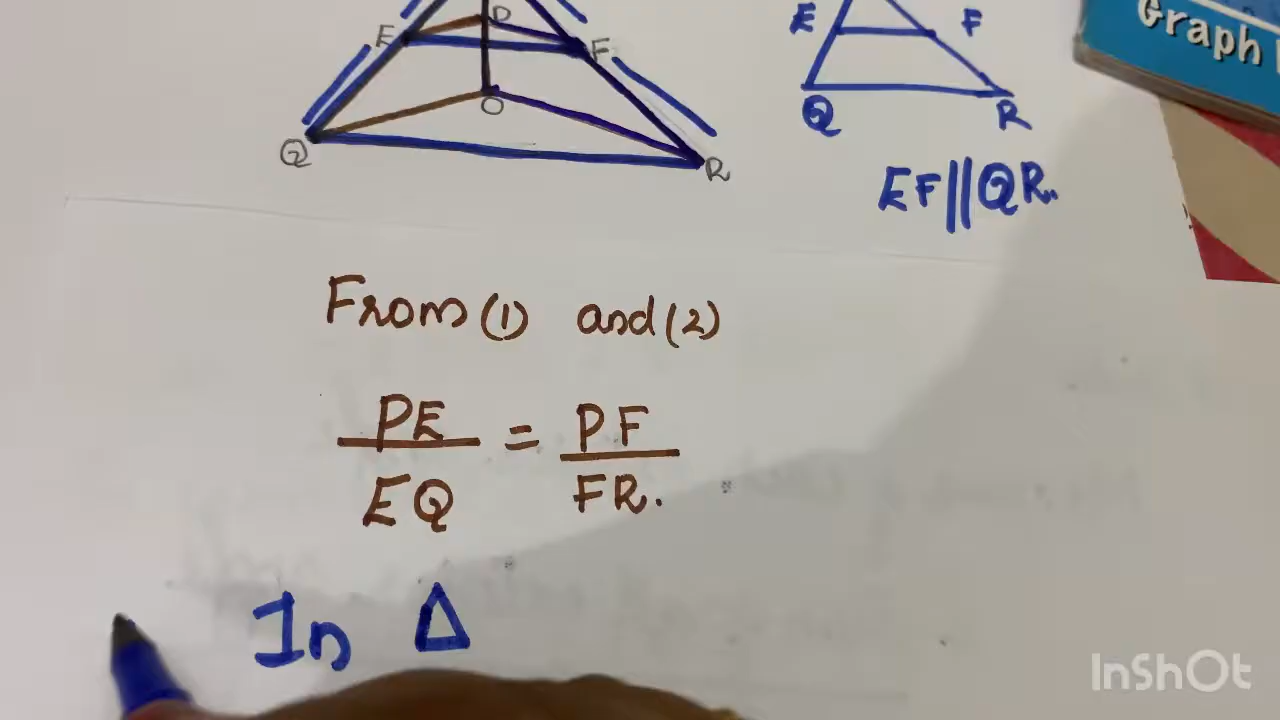 D
E F
O
Q R
E F
Q R
EF||QR.
Graph
From (1) and (2)
PE/EQ = PF/FR.
In Δ
InShOt